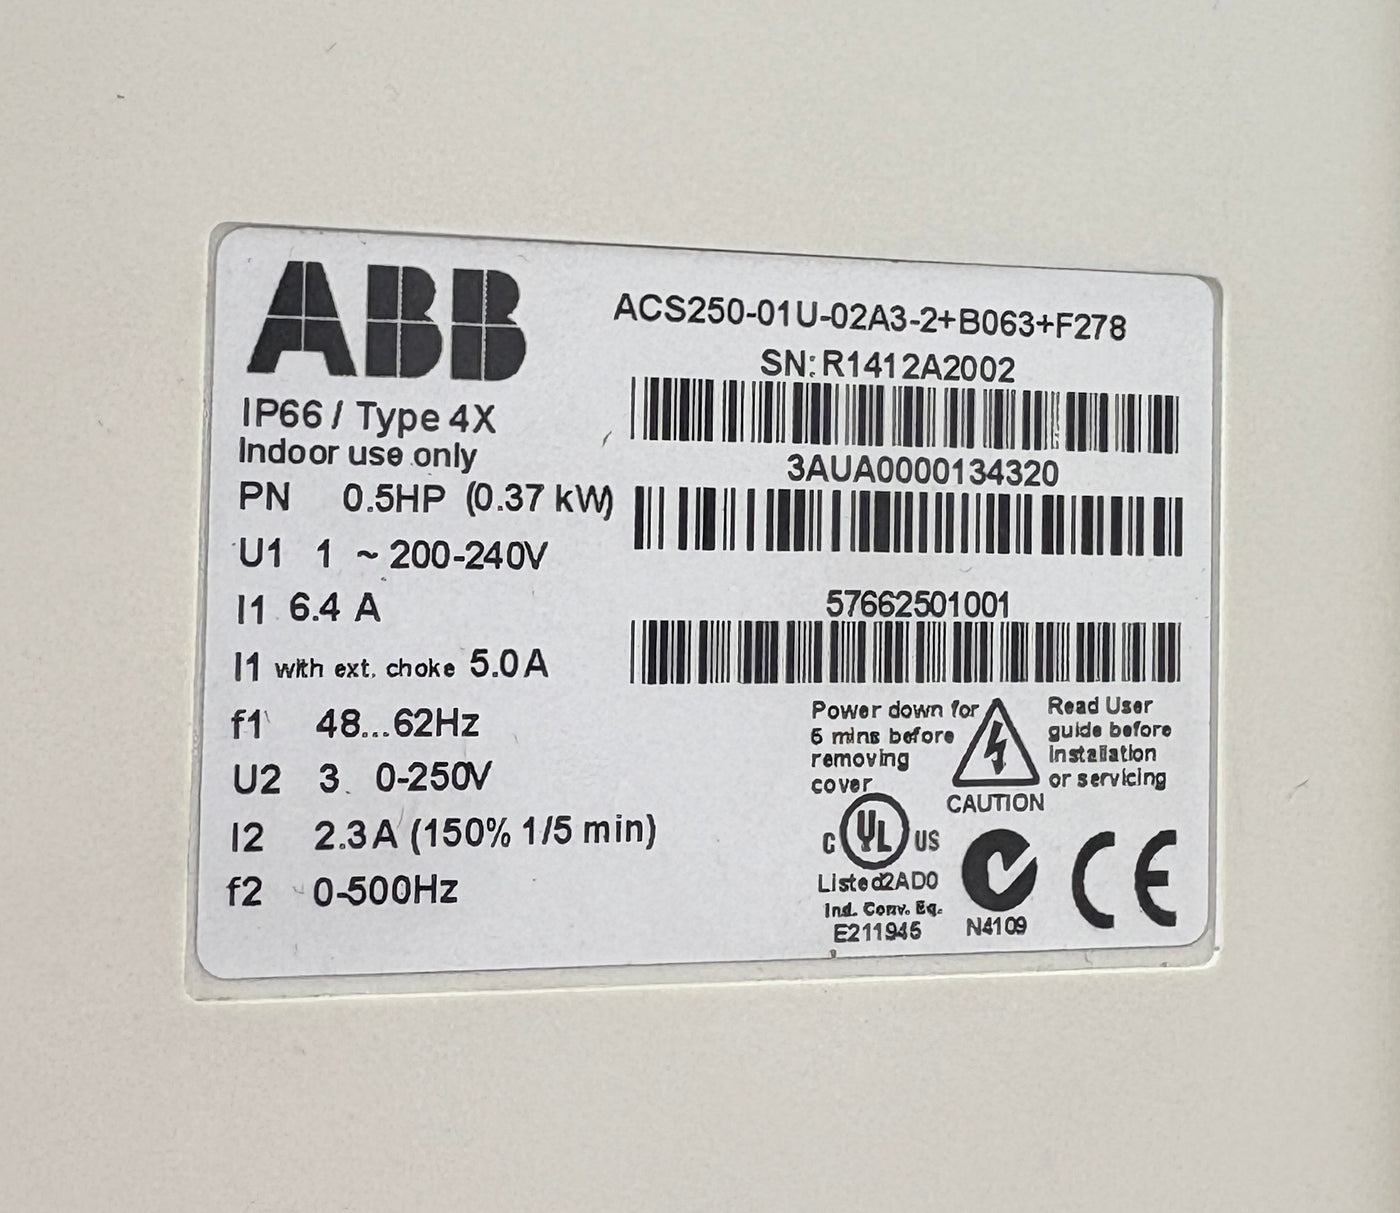 ABB
ACS250-01U-02A3-2+B063+F278
SN:R1412A2002
IP66 / Type 4X
Indoor use only
3AUA0000134320
PN 0.5HP (0.37 kW)
U1 1 ~ 200-240V
57662501001
I1 6.4 A
I1 with ext. choke 5.0A
f1 48...62Hz
U2 3 0-250V
I2 2.3A (150% 1/5 min)
f2 0-500Hz
Power down for
5 mins before
removing
cover
Read User
guide before
Installation
or servicing
CAUTION
C UL US
Listed2AD0
Ind. Conv. Eq.
E211945
N4109
CE